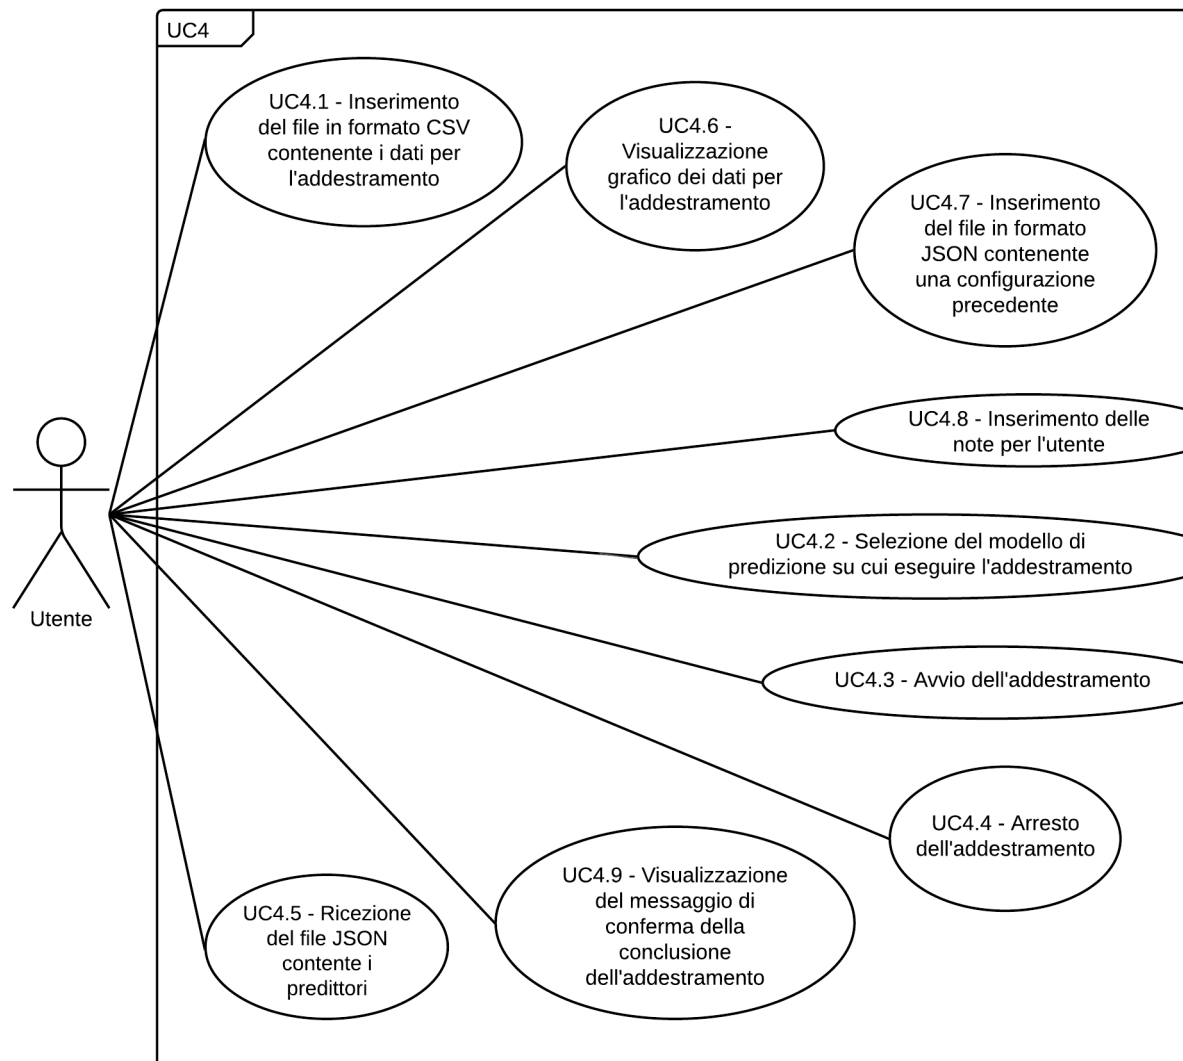 UC4
UC4.1 - Inserimento
del file in formato CSV
contenente i dati per
l'addestramento
UC4.6 -
Visualizzazione
grafico dei dati per
l'addestramento
UC4.7 - Inserimento
del file in formato
JSON contenente
una configurazione
precedente
UC4.8 - Inserimento delle
note per l'utente
UC4.2 - Selezione del modello di
predizione su cui eseguire l'addestramento
Utente
UC4.3 - Avvio dell'addestramento
UC4.4 - Arresto
dell'addestramento
UC4.9 - Visualizzazione
del messaggio di
conferma della
conclusione
dell'addestramento
UC4.5 - Ricezione
del file JSON
contente i
predittori